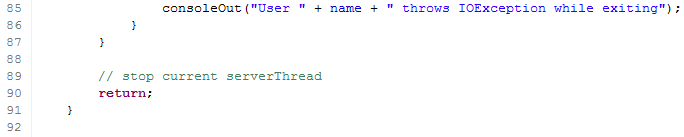 85 consoleOut("User " + name + " throws IOException while exiting");
86 }
87 }
88
89 // stop current serverThread
90 return;
91 }
92